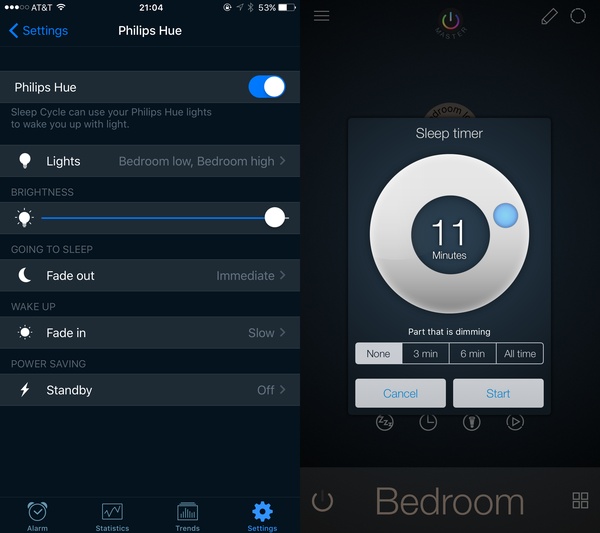 AT&T
21:04
53%
Settings
Philips Hue
Philips Hue
Sleep Cycle can use your Philips Hue lights
to wake you up with light.
Lights
Bedroom low, Bedroom high
BRIGHTNESS
GOING TO SLEEP
Fade out
Immediate
WAKE UP
Fade in
Slow
POWER SAVING
Standby
Off
Alarm
Statistics
Trends
Settings
MASTER
Sleep timer
11
Minutes
Part that is dimming
None
3 min
6 min
All time
Cancel
Start
Zzz
Bedroom